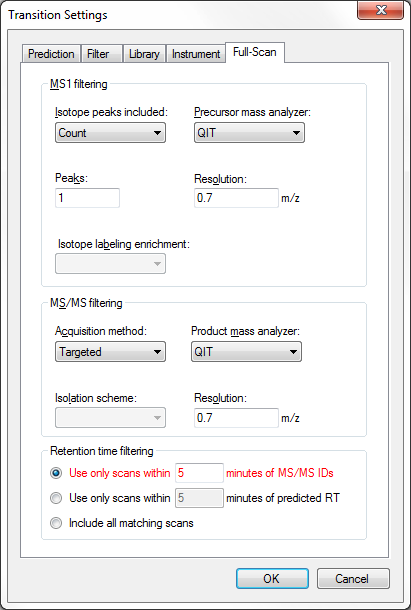 Transition Settings
Prediction Filter Library Instrument Full-Scan
MS1 filtering
Isotope peaks included: Precursor mass analyzer:
Count QIT
Peaks: Resolution:
1 0.7 m/z
Isotope labeling enrichment:
MS/MS filtering
Acquisition method: Product mass analyzer:
Targeted QIT
Isolation scheme: Resolution:
0.7 m/z
Retention time filtering
Use only scans within 5 minutes of MS/MS IDs
Use only scans within 5 minutes of predicted RT
Include all matching scans
OK Cancel